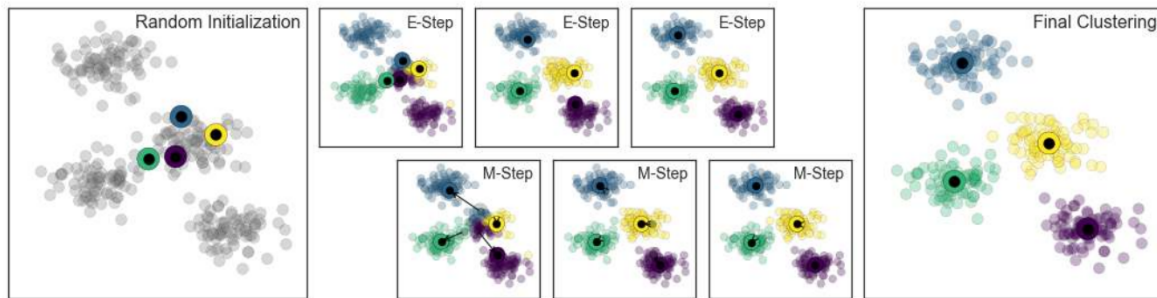 Random Initialization
E-Step
E-Step
E-Step
M-Step
M-Step
M-Step
Final Clustering